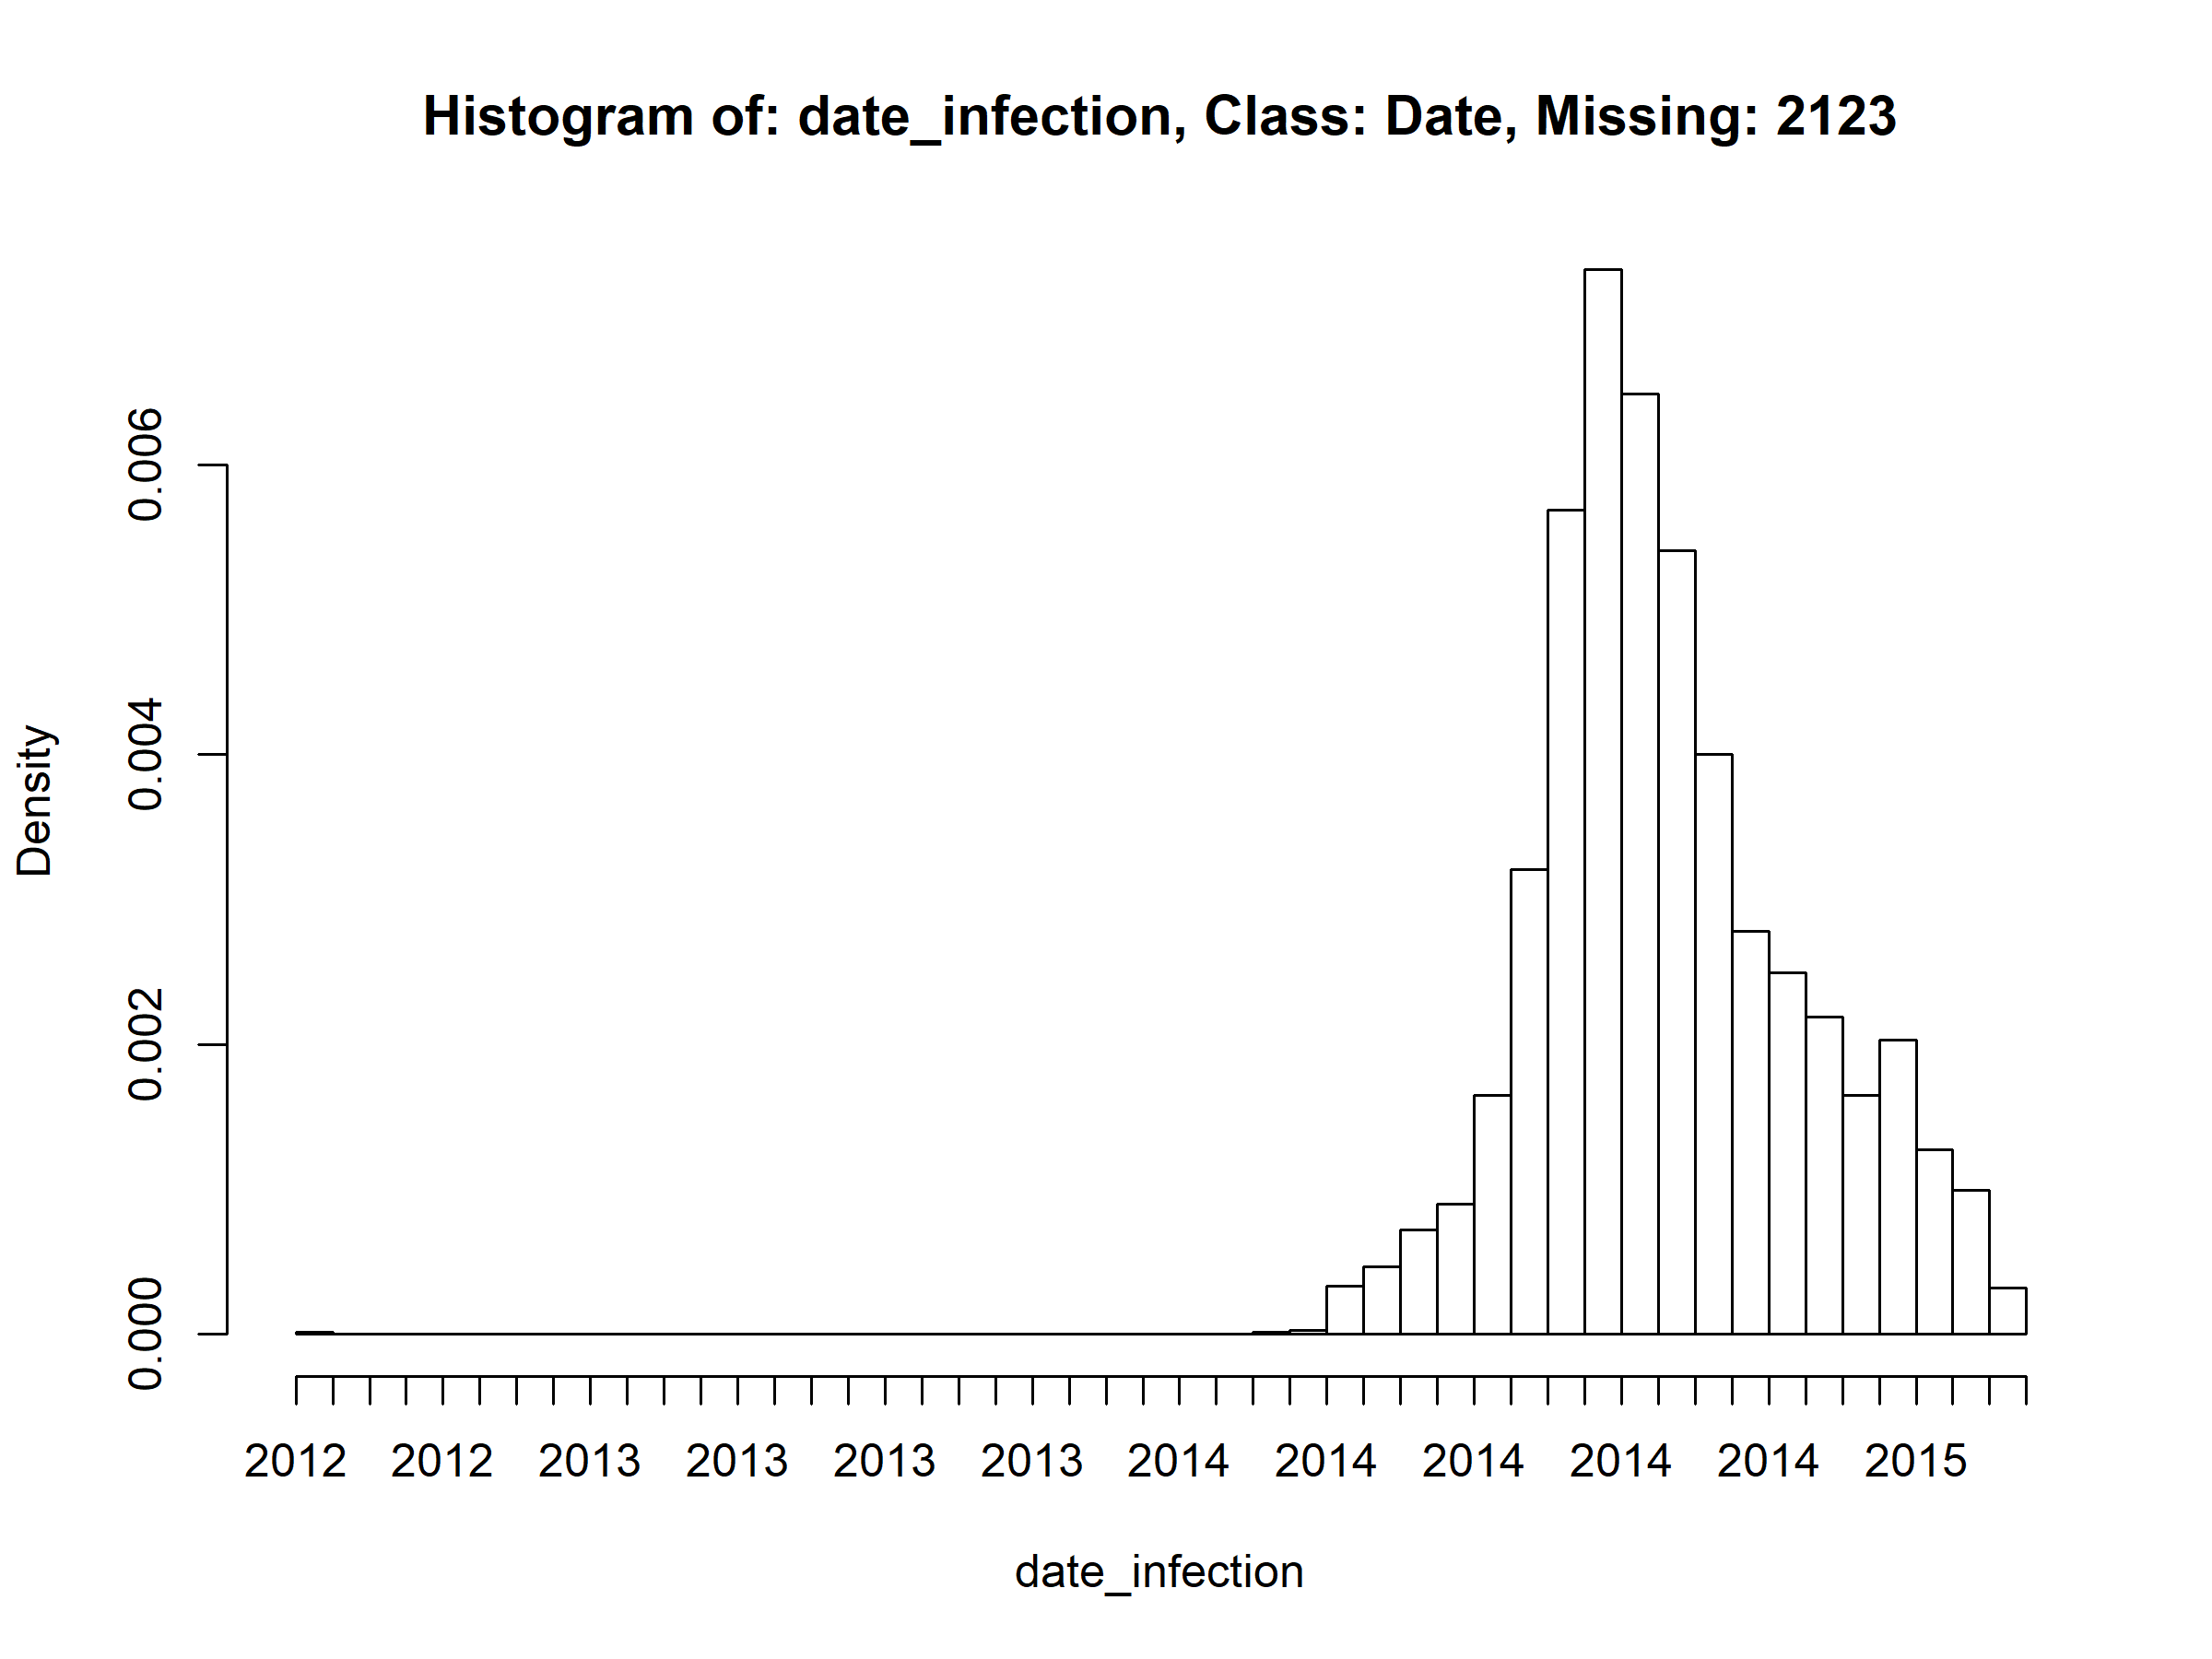 Histogram of: date_infection, Class: Date, Missing: 2123
Density
0.006
0.004
0.002
0.000
2012 2012 2013 2013 2013 2013 2014 2014 2014 2014 2014 2015
date_infection